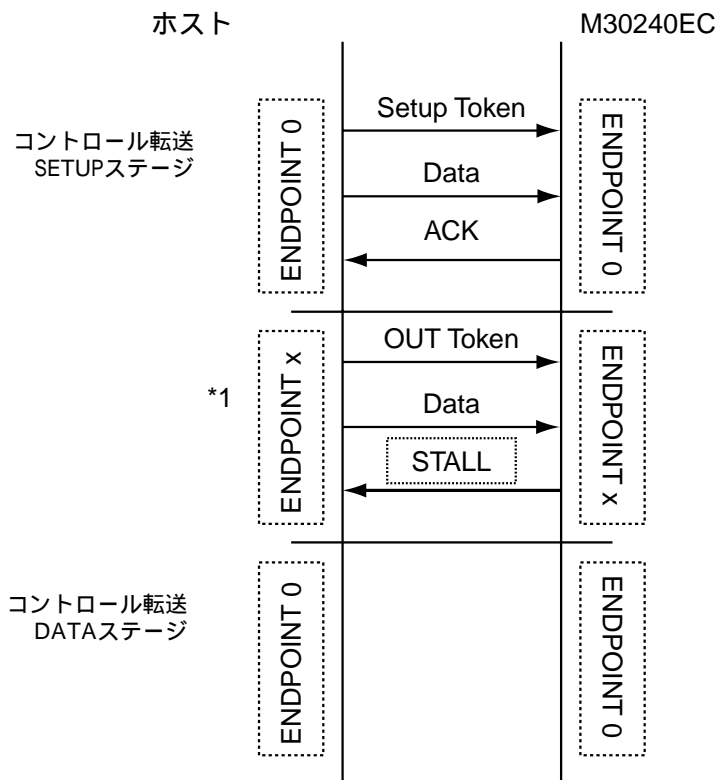 ホスト
M30240EC
コントロール転送
SETUPステージ
ENDPOINT 0
Setup Token
Data
ACK
ENDPOINT 0
*1
ENDPOINT x
OUT Token
Data
STALL
ENDPOINT x
コントロール転送
DATAステージ
ENDPOINT 0
ENDPOINT 0